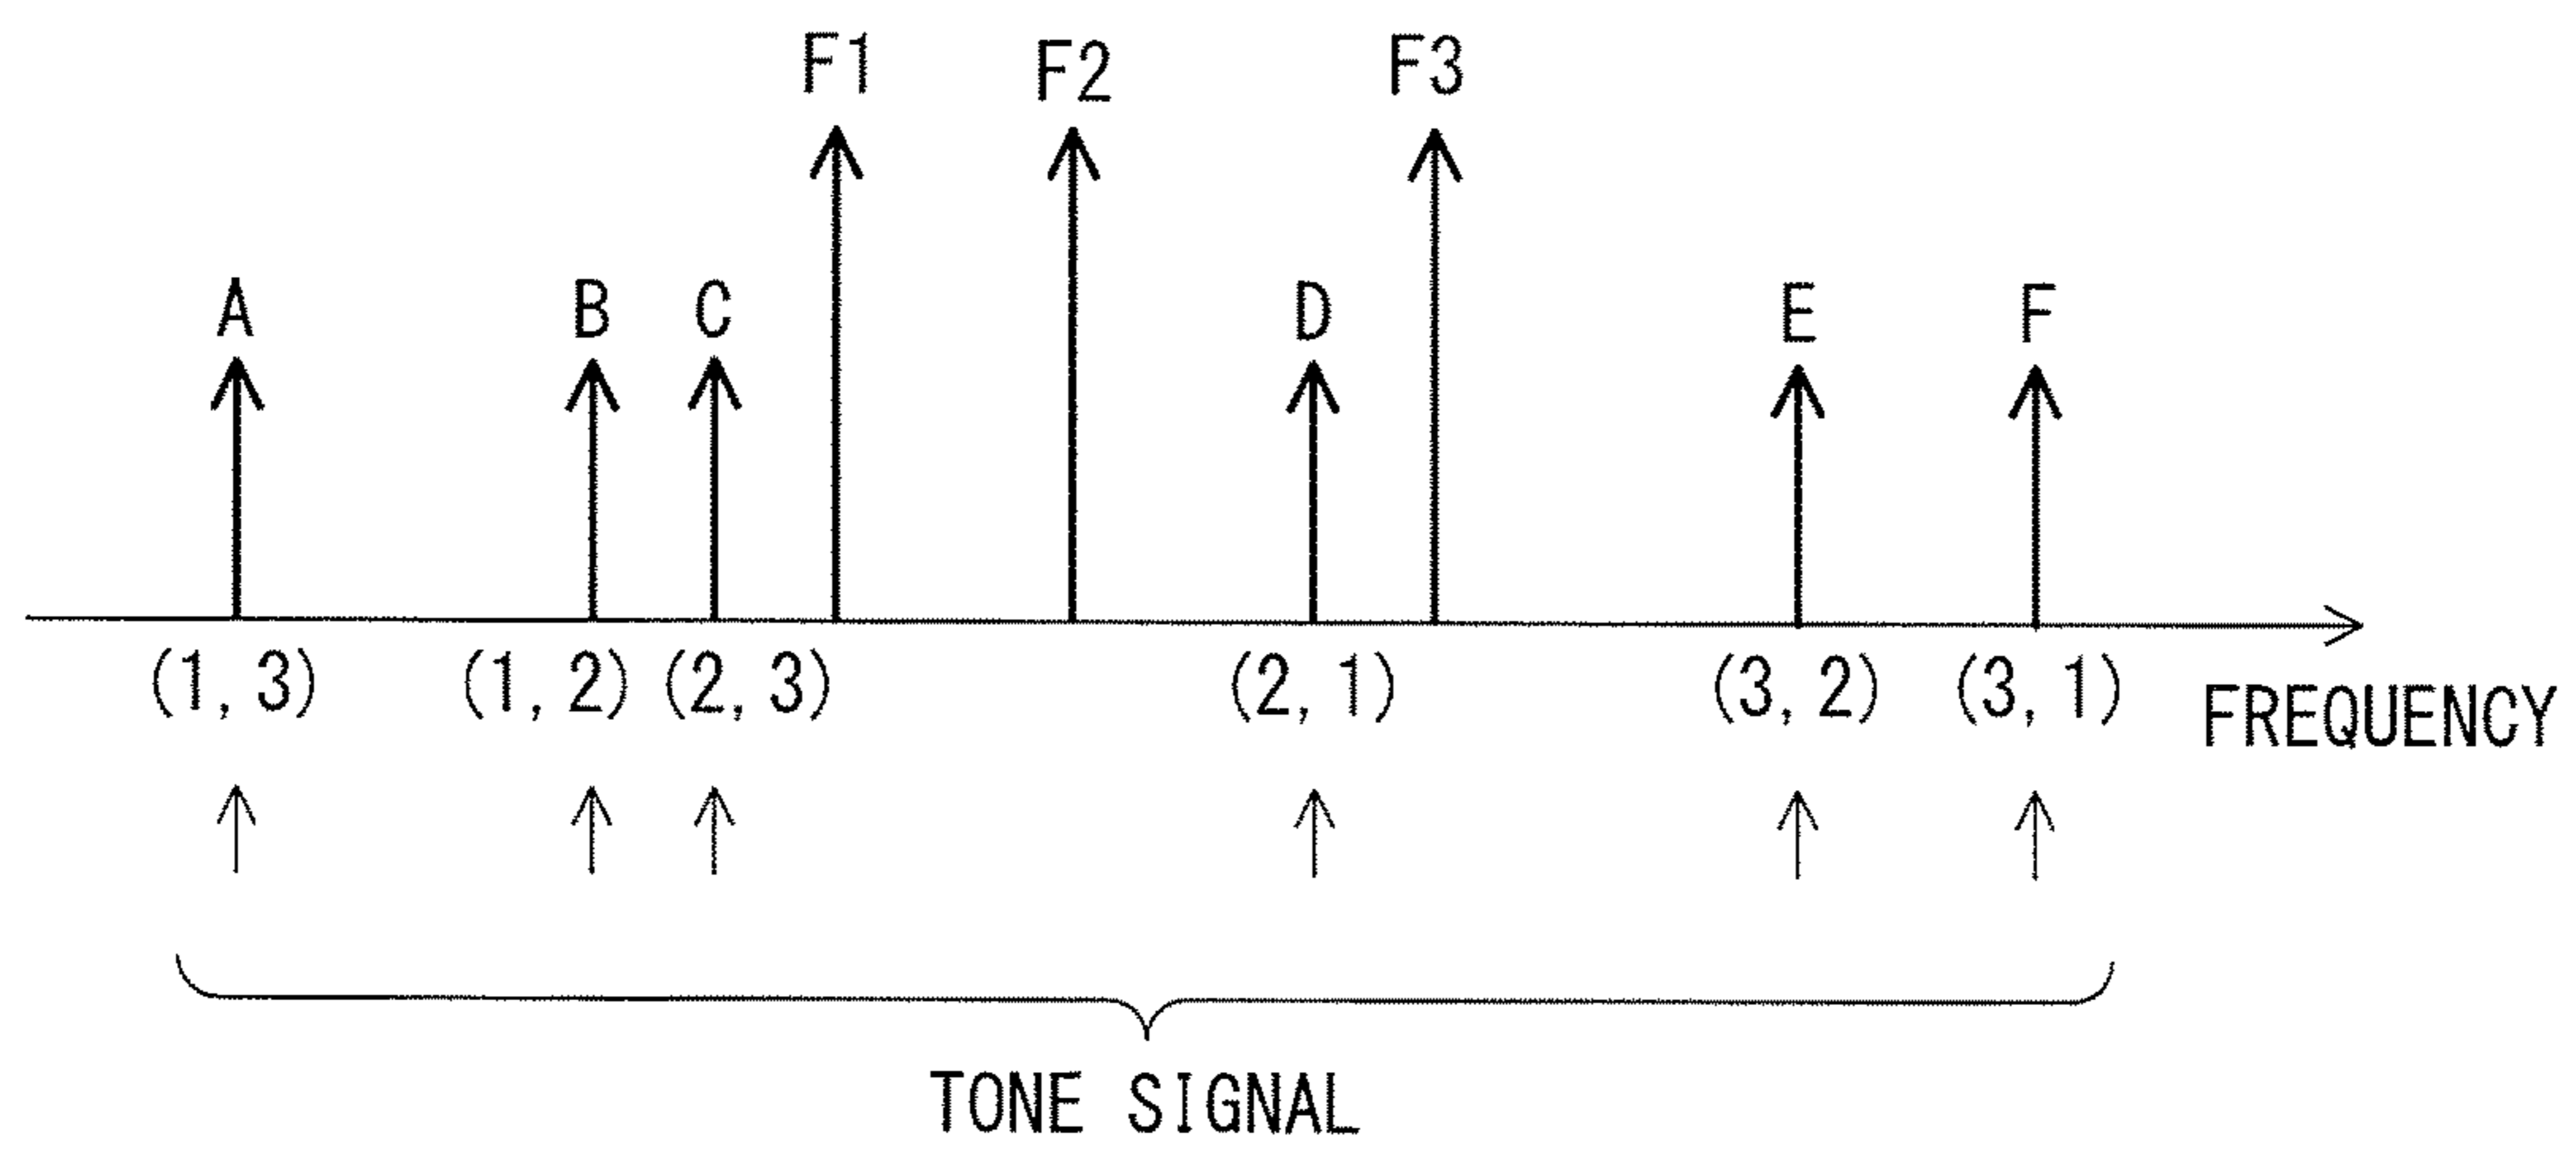 F1 F2 F3
A B C D E F
(1, 3) (1, 2) (2, 3) (2, 1) (3, 2) (3, 1)
FREQUENCY
TONE SIGNAL